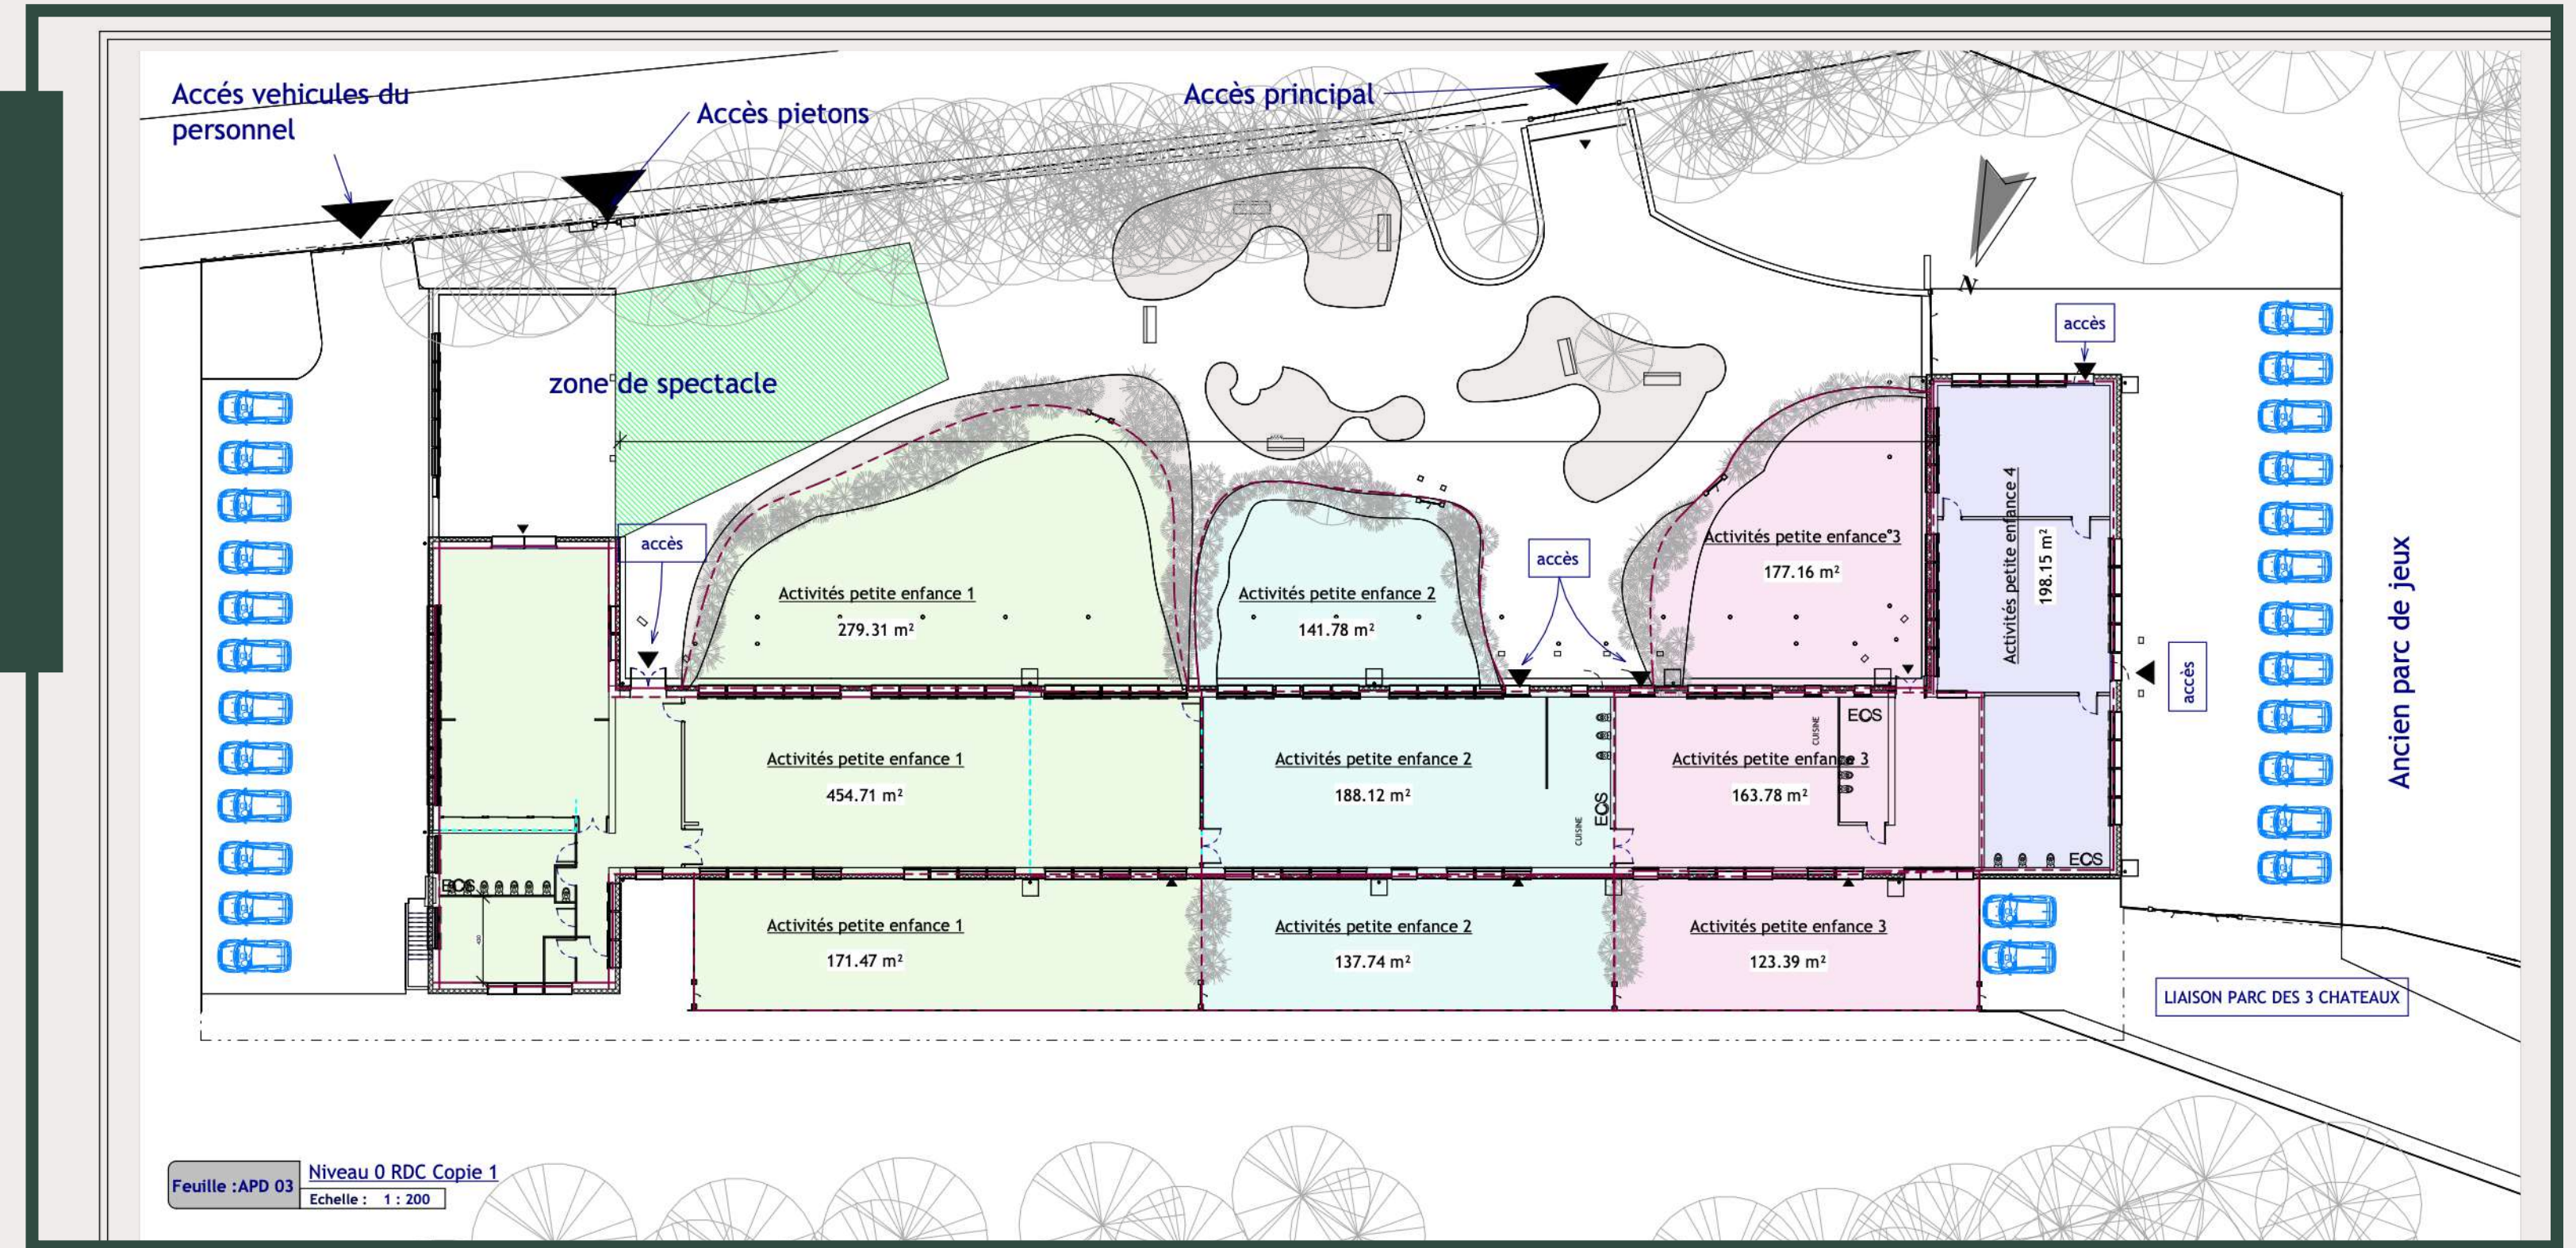 Accés vehicules du
personnel
Accès pietons
Accès principal
N
accès
zone de spectacle
accès
accès
Activités petite enfance 1
279.31 m²
Activités petite enfance 2
141.78 m²
Activités petite enfance 3
177.16 m²
Activités petite enfance 4
198.15 m²
accès
Ancien parc de jeux
Activités petite enfance 1
454.71 m²
Activités petite enfance 2
188.12 m²
CUISINE
ECS
Activités petite enfance 3
163.78 m²
CUISINE
ECS
ECS
ECS
Activités petite enfance 1
171.47 m²
Activités petite enfance 2
137.74 m²
Activités petite enfance 3
123.39 m²
LIAISON PARC DES 3 CHATEAUX
Feuille :APD 03
Niveau 0 RDC Copie 1
Echelle : 1 : 200